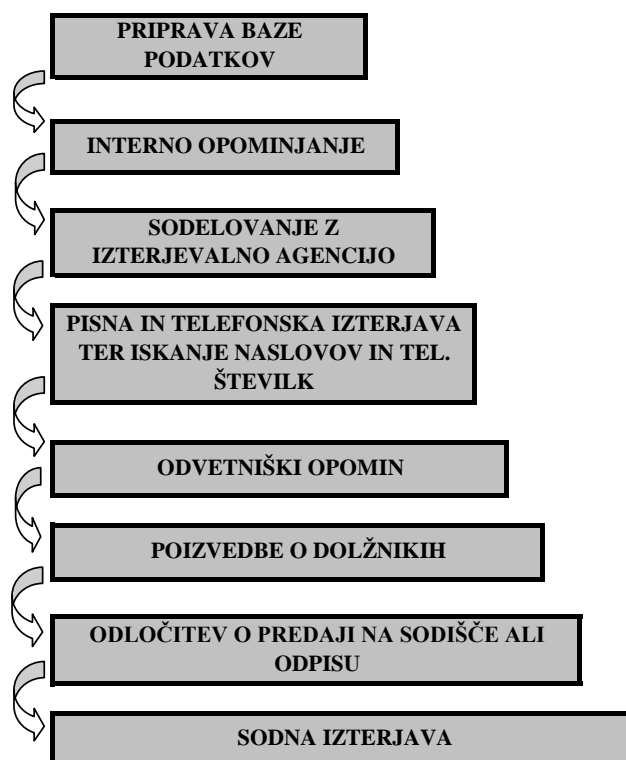 PRIPRAVA BAZE
PODATKOV
INTERNO OPOMINJANJE
SODELOVANJE Z
IZTERJEVALNO AGENCIJO
PISNA IN TELEFONSKA IZTERJAVA
TER ISKANJE NASLOVOV IN TEL.
ŠTEVILK
ODVETNIŠKI OPOMIN
POIZVEDBE O DOLŽNIKIH
ODLOČITEV O PREDAJI NA SODIŠČE ALI
ODPISU
SODNA IZTERJAVA